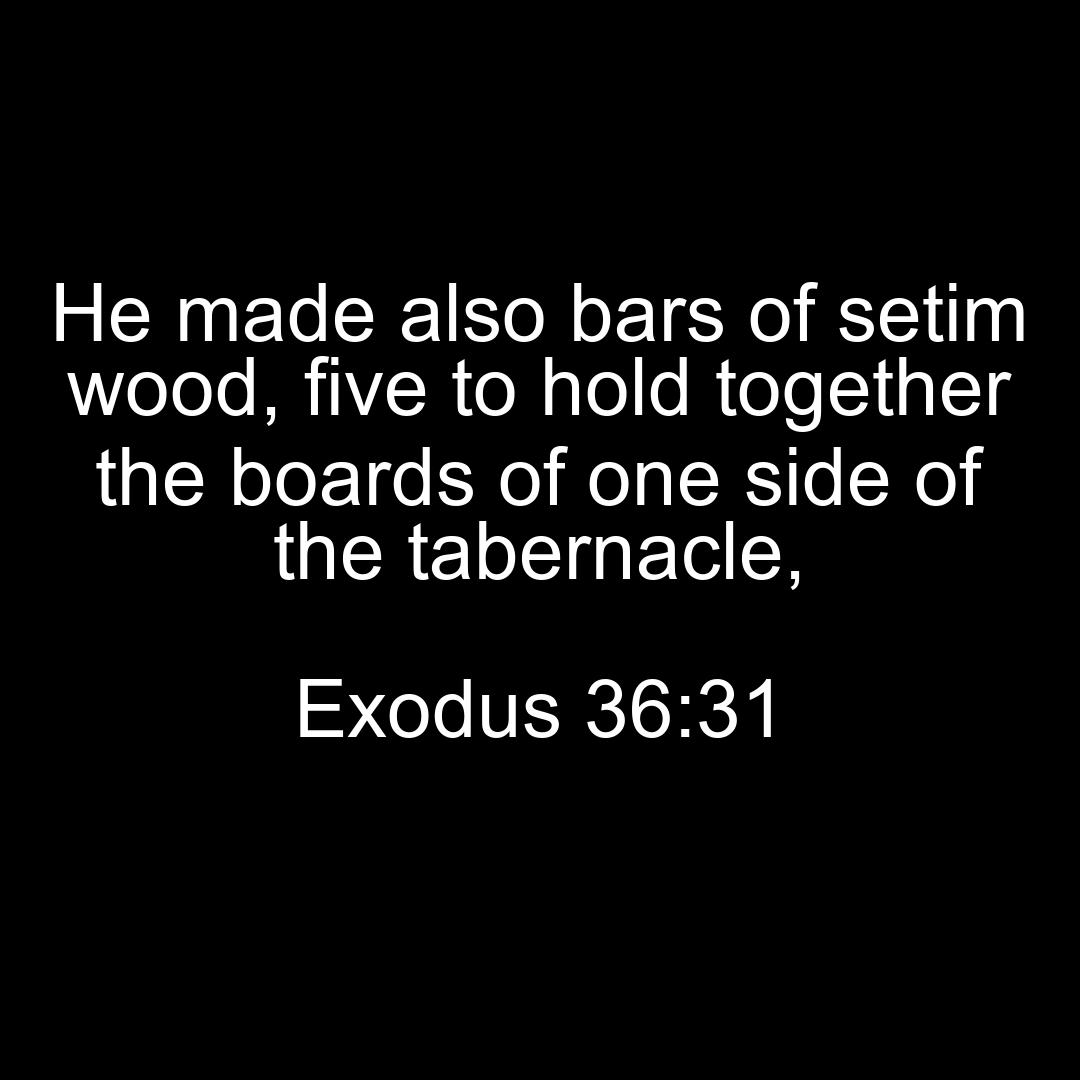 He made also bars of setim
wood, five to hold together
the boards of one side of
the tabernacle,
Exodus 36:31